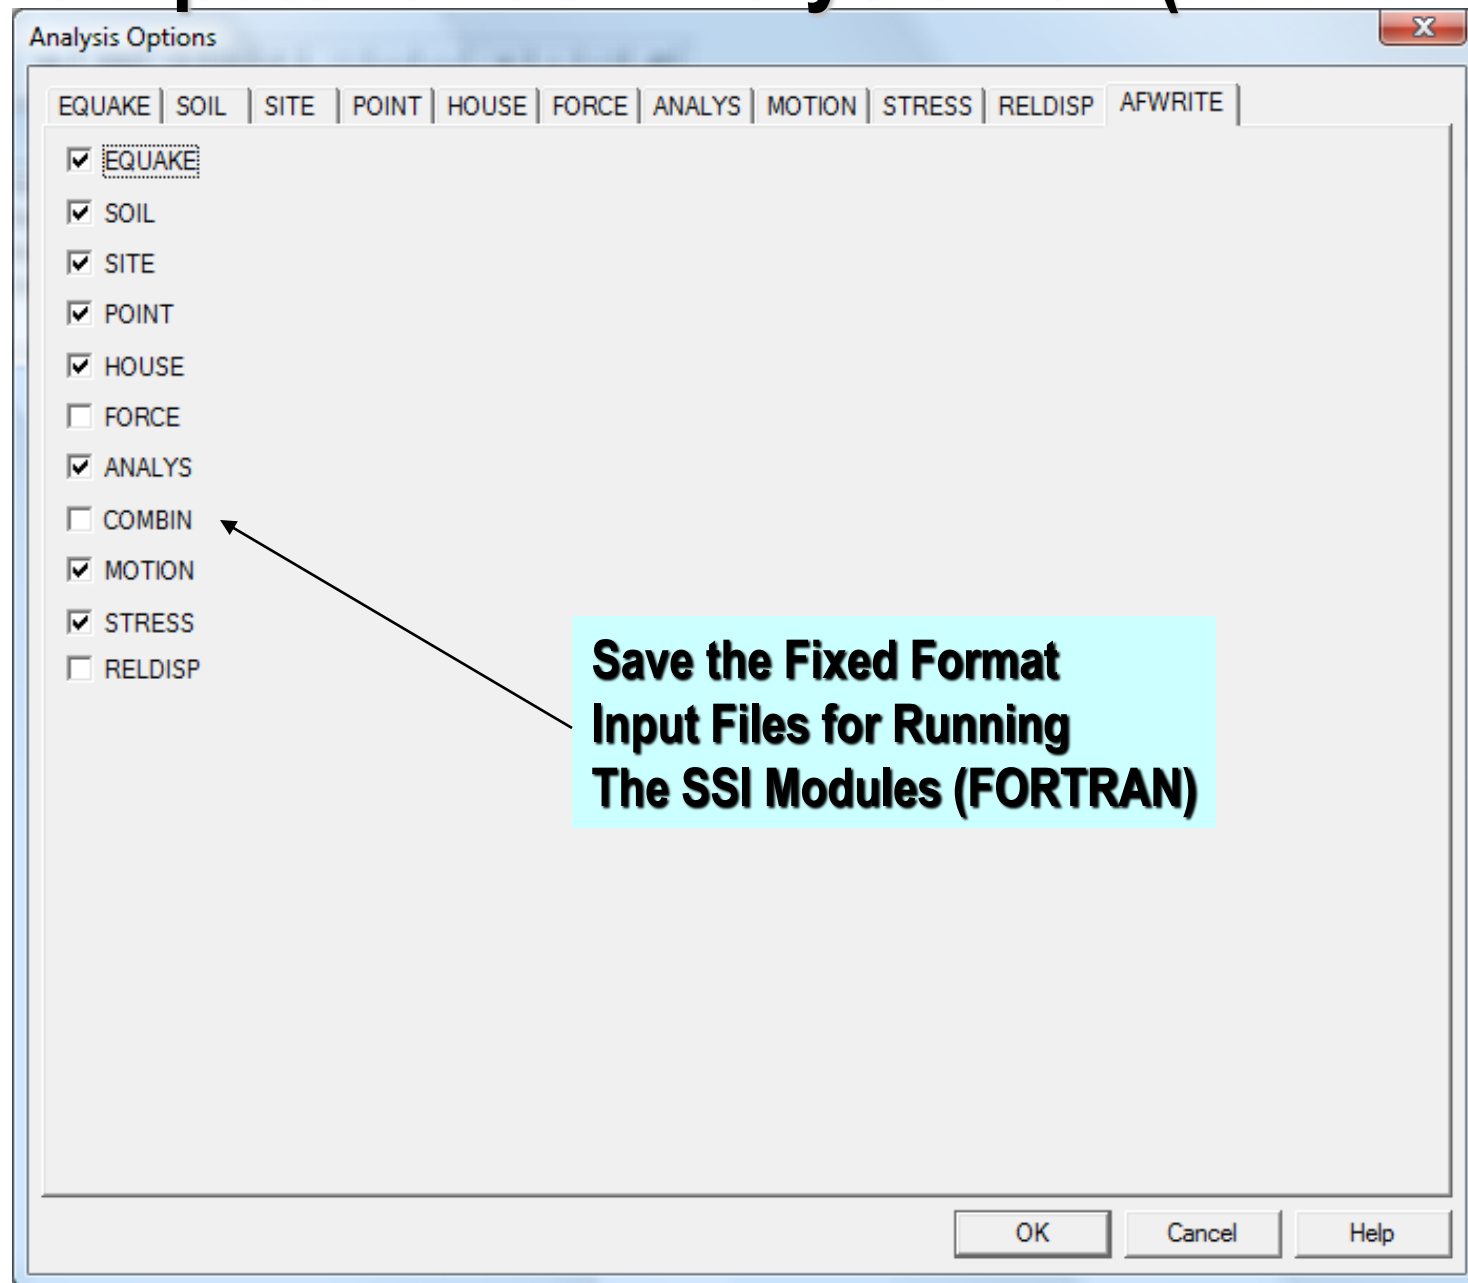 Analysis Options
EQUAKE SOIL SITE POINT HOUSE FORCE ANALYS MOTION STRESS RELDISP AFWRITE
EQUAKE
SOIL
SITE
POINT
HOUSE
FORCE
ANALYS
COMBIN
MOTION
STRESS
RELDISP
Save the Fixed Format
Input Files for Running
The SSI Modules (FORTRAN)
OK Cancel Help